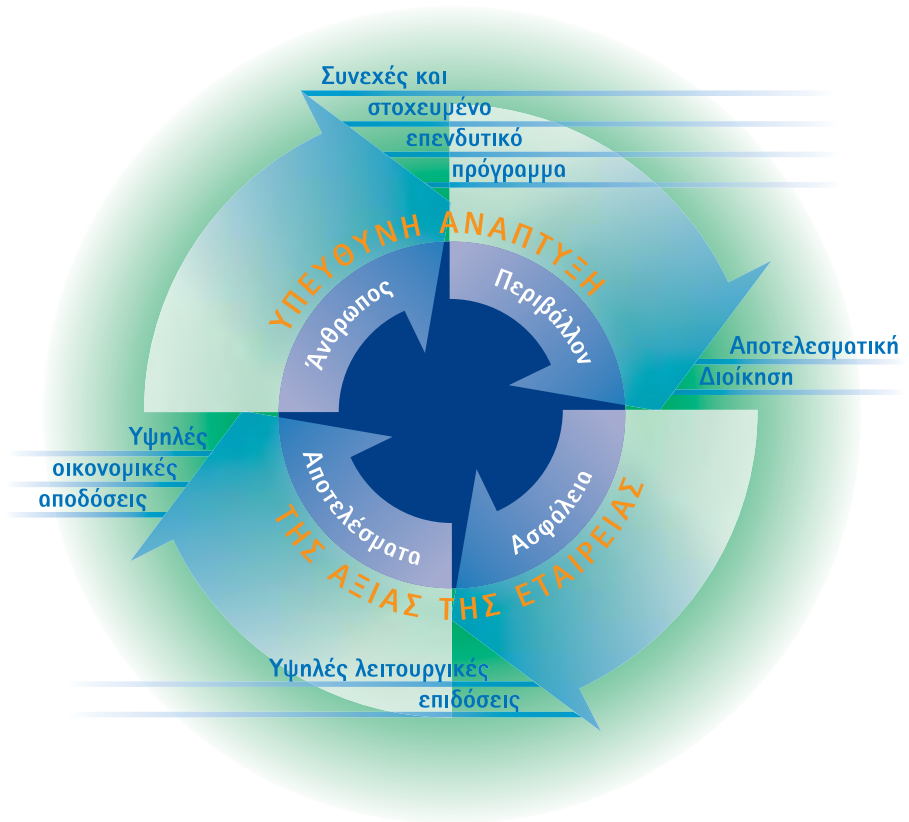 Συνεχές και
στοχευμένο
επενδυτικό
πρόγραμμα
ΥΠΕΥΘΥΝΗ ΑΝΑΠΤΥΞΗ
Άνθρωπος
Περιβάλλον
Αποτελεσματική
Διοίκηση
Υψηλές
οικονομικές
αποδόσεις
Αποτελέσματα
Ασφάλεια
ΤΗΣ ΑΞΙΑΣ ΤΗΣ ΕΤΑΙΡΕΙΑΣ
Υψηλές λειτουργικές
επιδόσεις